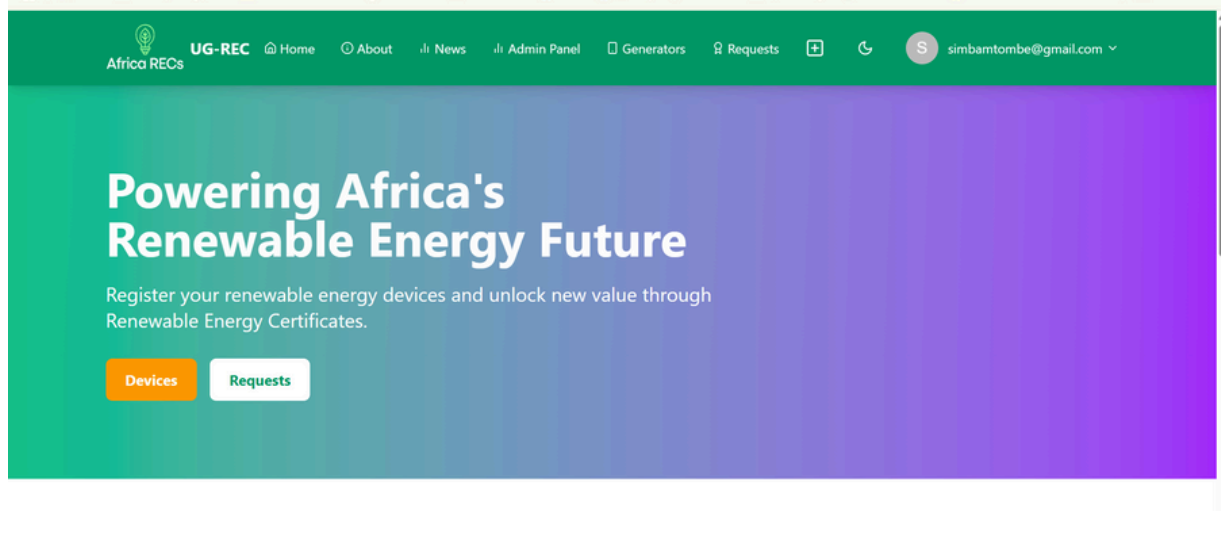 Africa RECs
UG-REC Home About News Admin Panel Generators Requests S simbamtombe@gmail.com
Powering Africa's
Renewable Energy Future
Register your renewable energy devices and unlock new value through
Renewable Energy Certificates.
Devices Requests